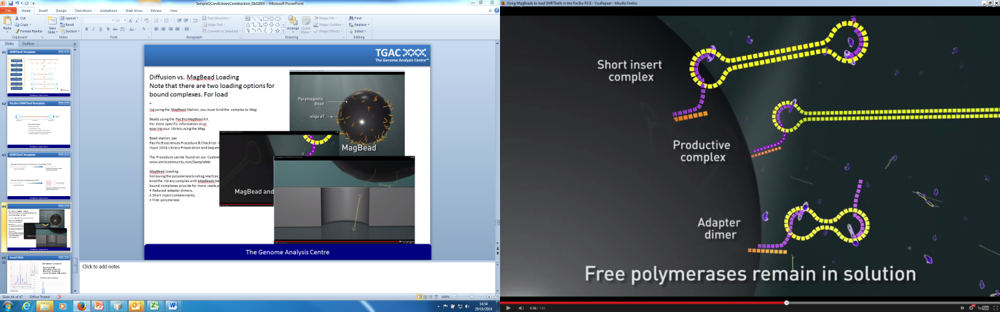 SampleQCandLibraryConstruction_Gb52014 - Microsoft PowerPoint
File
Home
Insert
Design
Transitions
Animations
Slide Show
Review
View
Paste
Cut
Copy
Format Painter
Clipboard
New
Slide
Layout
Reset
Section
Slides
Font
Text Direction
Align Text
Convert to SmartArt
Paragraph
Arrange
Quick
Styles
Shape Fill
Shape Outline
Shape Effects
Drawing
Find
Replace
Select
Editing
Slides
Outline
41
SMRTbell Template
42
PacBio SMRTbell Template
43
SMRTbell Template
44
45
Small RNA
TGAC
The Genome Analysis Centre™
Diffusion vs. MagBead Loading
Note that there are two loading options for
bound complexes. For load
-
ing using the MagBead Station, you must bind the complex to Mag
-
Beads using the PacBio MagBead Kit.
For more specific information on pr
eparing your library using the Mag
-
Bead station, see
Pacific Biosciences Procedure & Checklist
Input 10 kb Library Preparation and Sequen
The Procedure can be found on our Custom
www.smrtcommunity.com/SampleNet
MagBead Loading
Following the polymerase binding reaction,
bind the library complex with MagBeads be
bound complexes provide for more reads p
• Reduced adapter dimers,
• Short insert contaminants,
• Free polymerase.
Paramagnetic
Bead
oligo dT
MagBead
MagBead and
The Genome Analysis Centre
Click to add notes
Slide 44 of 47
"Office Theme"
100%
14:54
29/10/2014
Using MagBeads to load SMRTbells in the PacBio RS II - YouRepeat - Mozilla Firefox
Short insert
complex
Productive
complex
Adapter
dimer
Free polymerases remain in solution
0:36 / 1:03